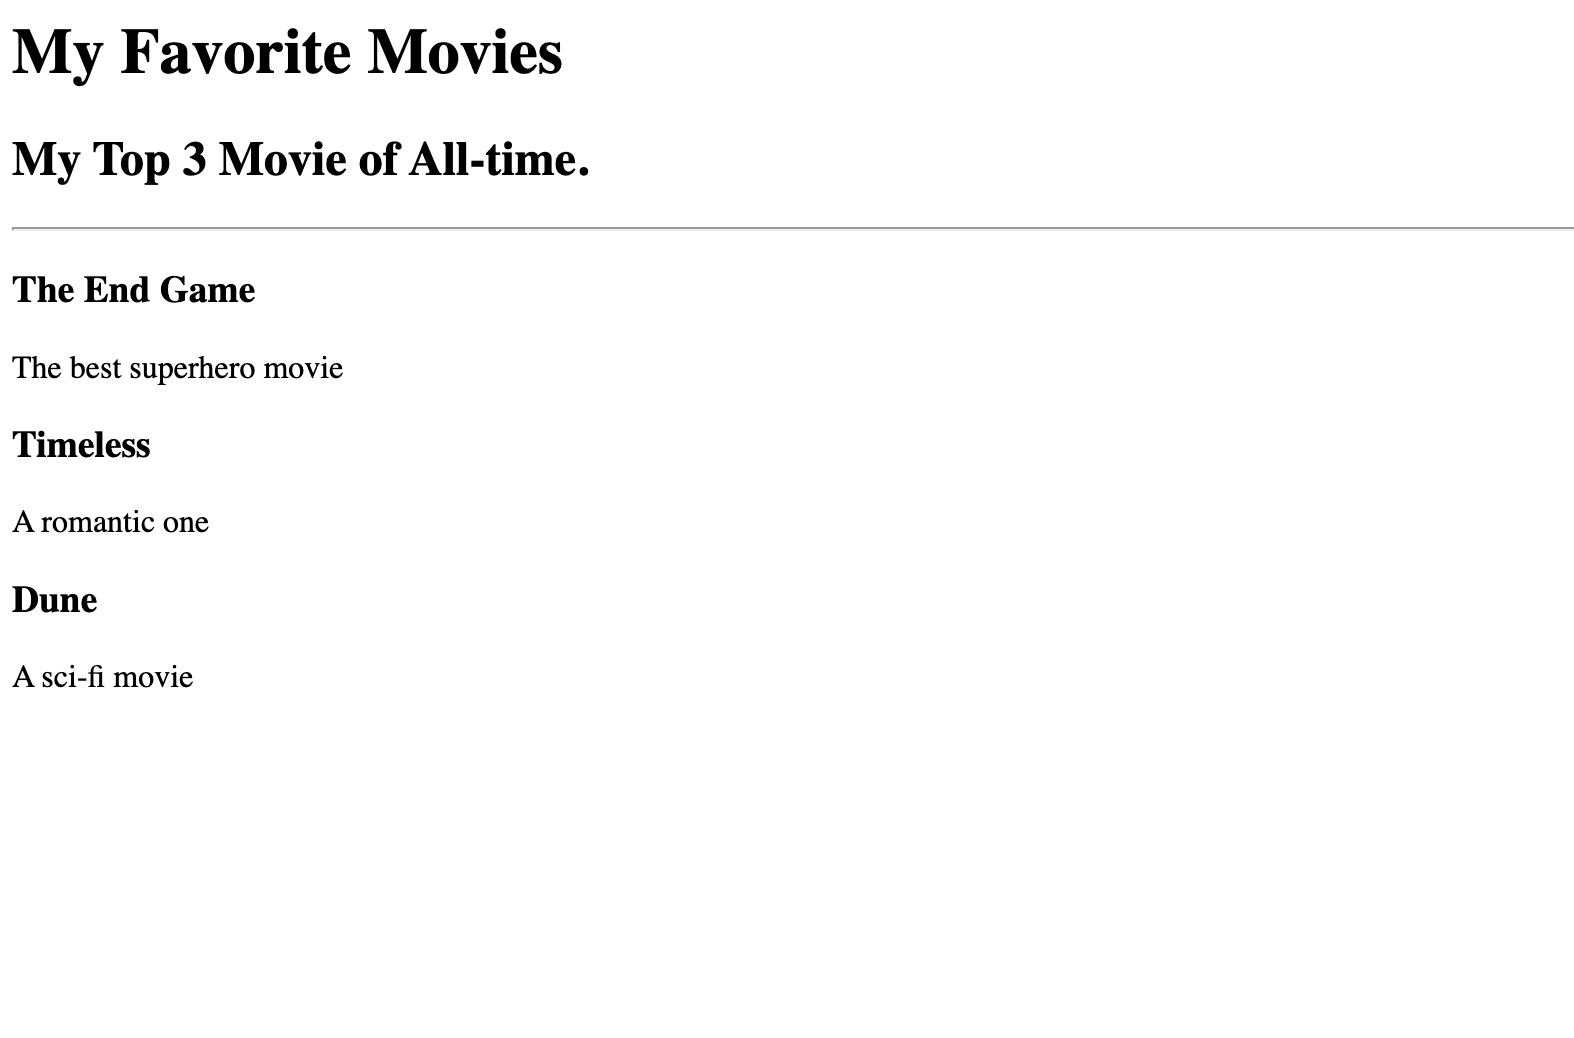 My Favorite Movies
My Top 3 Movie of All-time.
The End Game
The best superhero movie
Timeless
A romantic one
Dune
A sci-fi movie